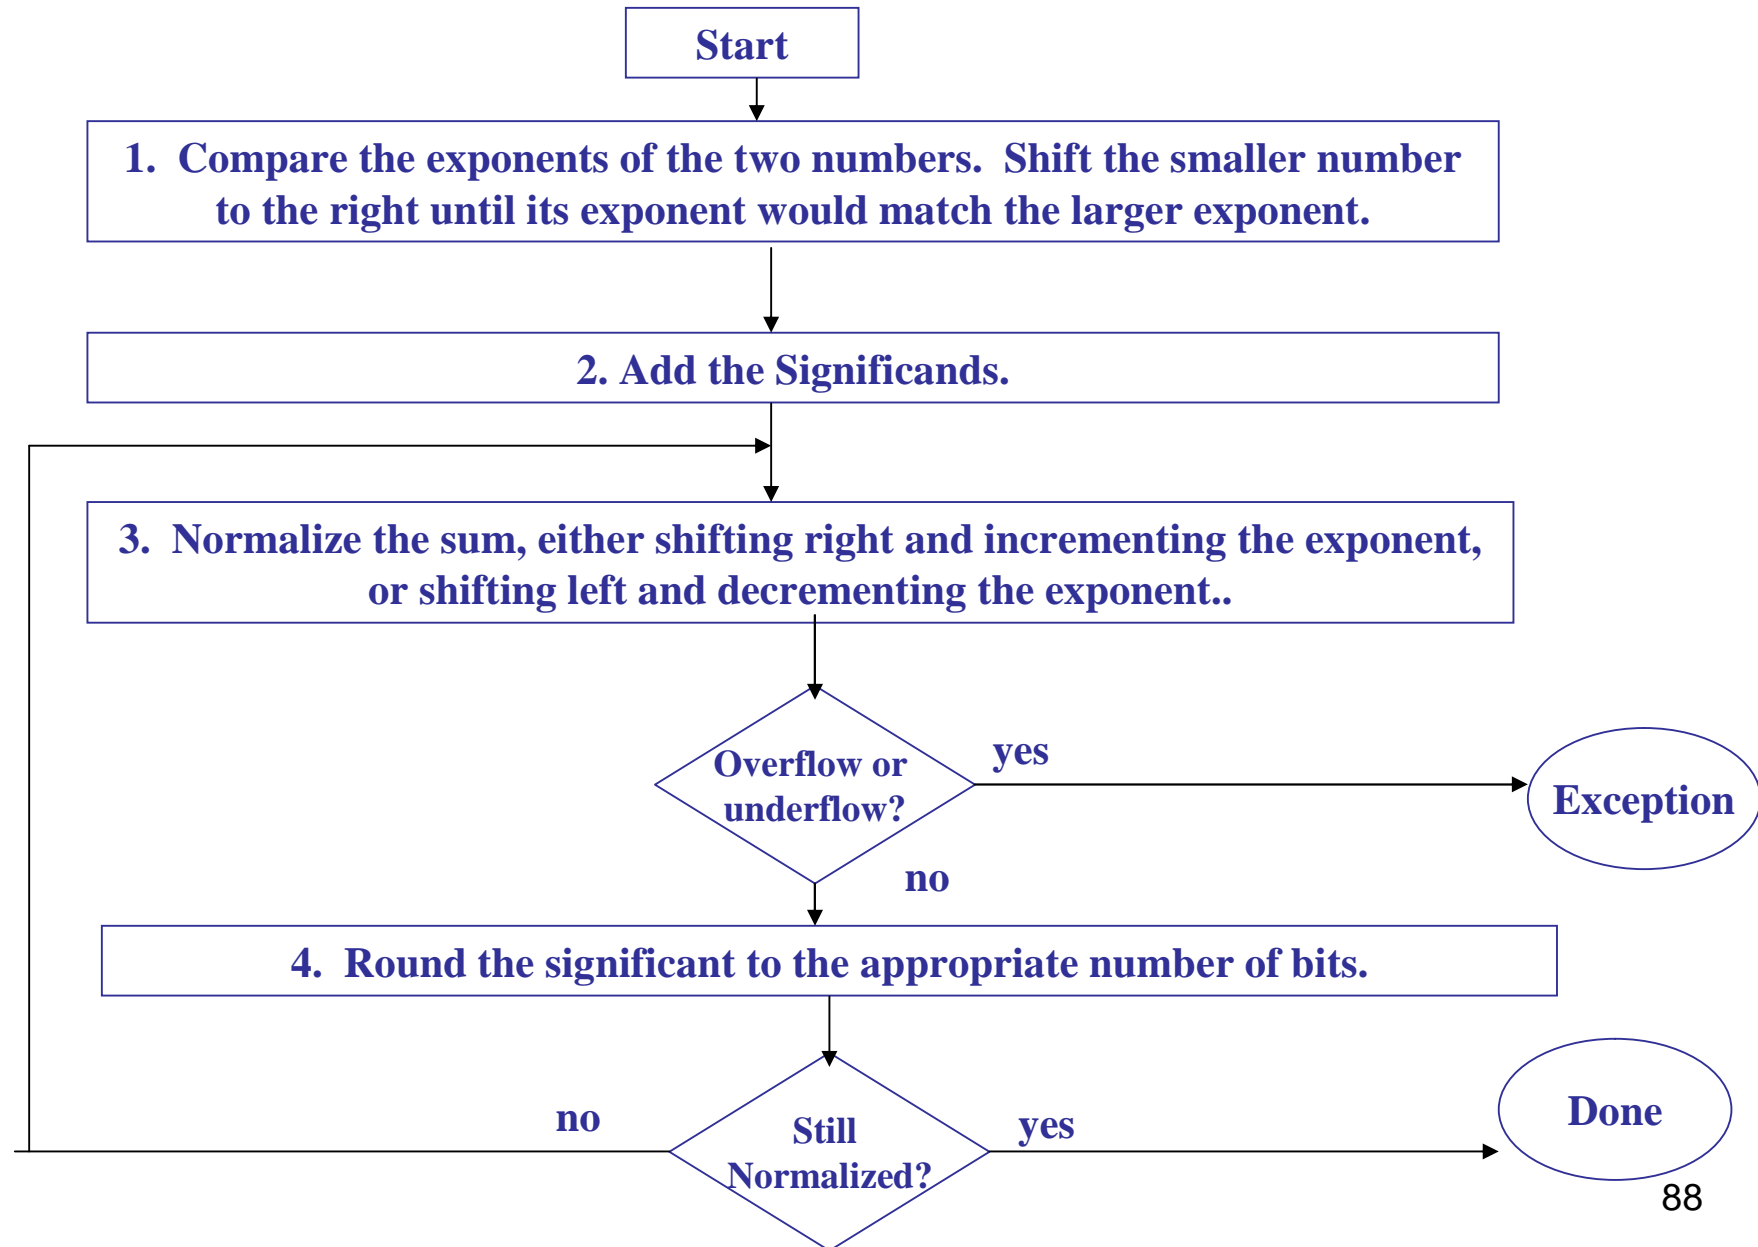 Start
1. Compare the exponents of the two numbers. Shift the smaller number
to the right until its exponent would match the larger exponent.
2. Add the Significands.
3. Normalize the sum, either shifting right and incrementing the exponent,
or shifting left and decrementing the exponent..
Overflow or
underflow?
yes
Exception
no
4. Round the significant to the appropriate number of bits.
no
Still
Normalized?
yes
Done
88